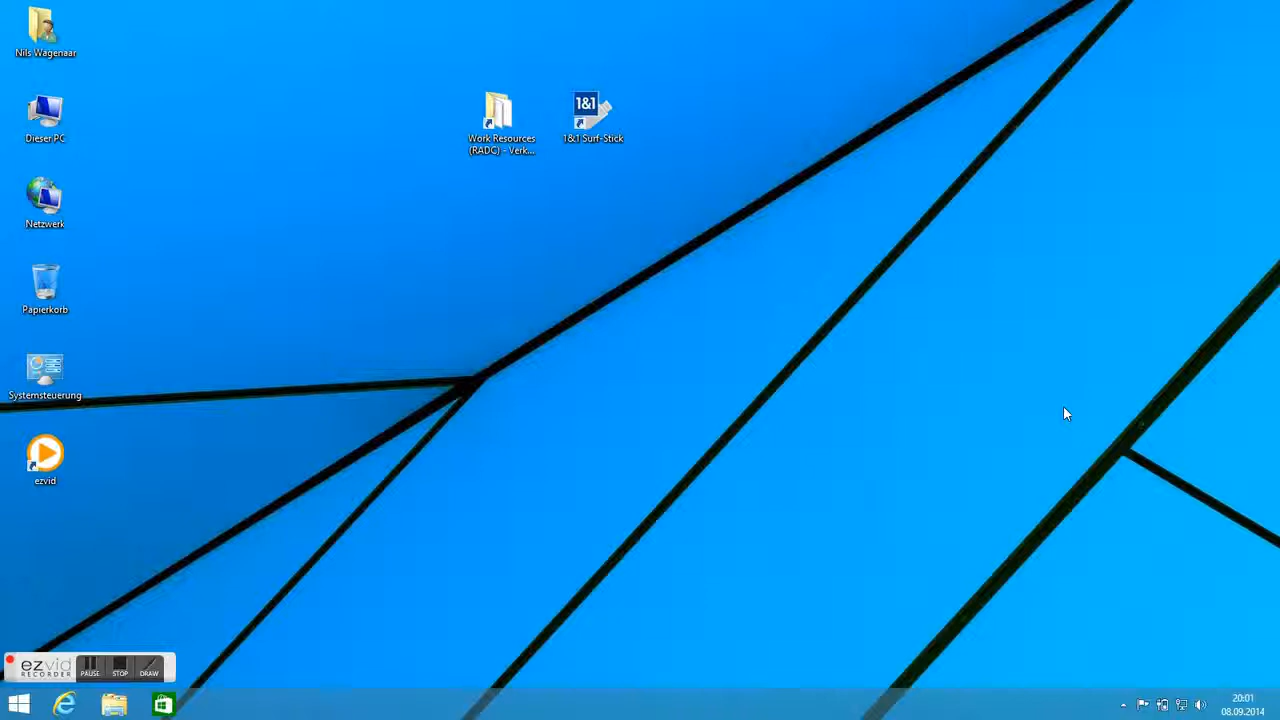 Nils Wagenaar
Dieser PC
Work Resources
(RADC) - Verk...
1&1
1&1 Surf-Stick
Netzwerk
Papierkorb
Systemsteuerung
ezvid
ezvid
RECORDER
PAUSE
STOP
DRAW
20:01
08.09.2014